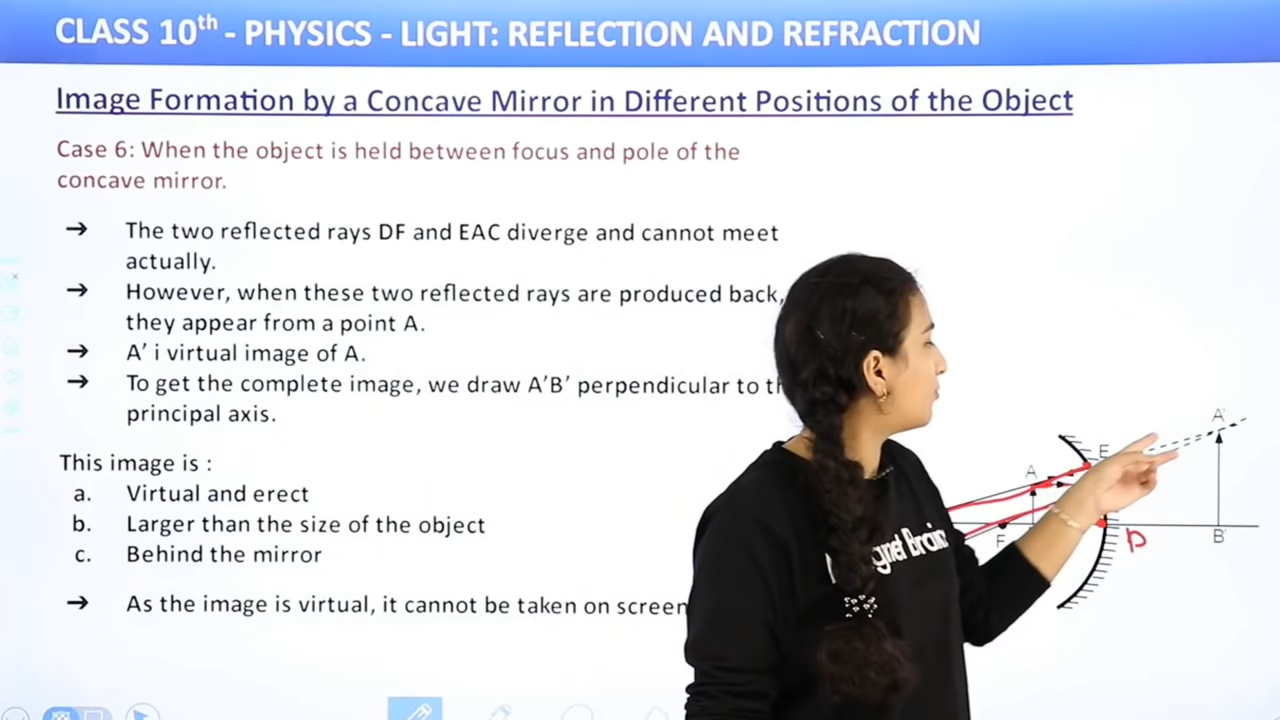 CLASS 10th - PHYSICS - LIGHT: REFLECTION AND REFRACTION
Image Formation by a Concave Mirror in Different Positions of the Object
Case 6: When the object is held between focus and pole of the
concave mirror.
➔ The two reflected rays DF and EAC diverge and cannot meet
actually.
➔ However, when these two reflected rays are produced back,
they appear from a point A.
➔ A’ i virtual image of A.
➔ To get the complete image, we draw A’B’ perpendicular to
principal axis.
This image is :
a. Virtual and erect
b. Larger than the size of the object
c. Behind the mirror
➔ As the image is virtual, it cannot be taken on screen
A'
E
A
F
B'
P